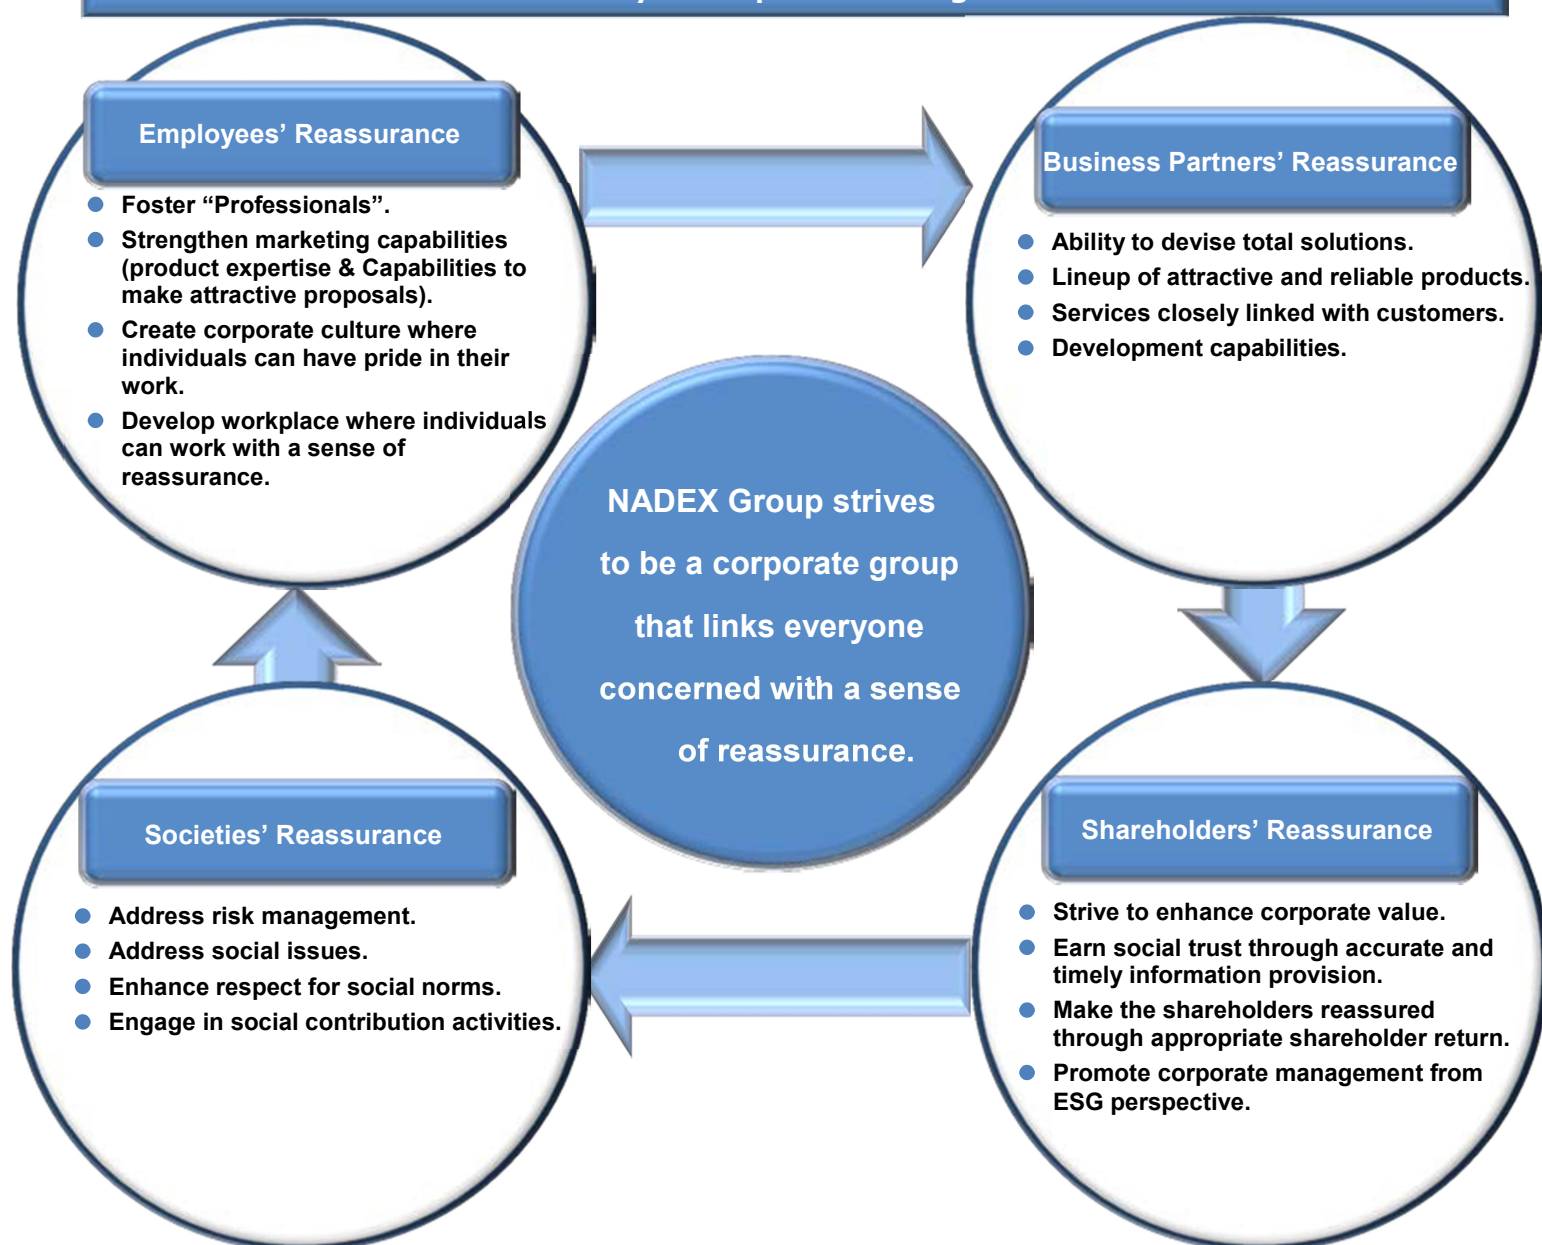 Employees’ Reassurance
Foster “Professionals”.
Strengthen marketing capabilities
(product expertise & Capabilities to
make attractive proposals).
Create corporate culture where
individuals can have pride in their
work.
Develop workplace where individuals
can work with a sense of
reassurance.
Business Partners’ Reassurance
Ability to devise total solutions.
Lineup of attractive and reliable products.
Services closely linked with customers.
Development capabilities.
NADEX Group strives
to be a corporate group
that links everyone
concerned with a sense
of reassurance.
Societies’ Reassurance
Address risk management.
Address social issues.
Enhance respect for social norms.
Engage in social contribution activities.
Shareholders’ Reassurance
Strive to enhance corporate value.
Earn social trust through accurate and
timely information provision.
Make the shareholders reassured
through appropriate shareholder return.
Promote corporate management from
ESG perspective.